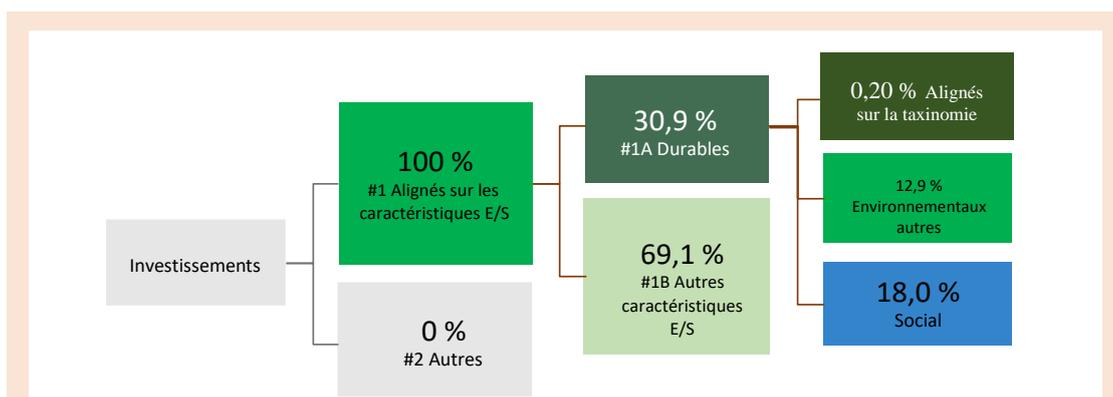 Investissements
100 %
#1 Alignés sur les
caractéristiques E/S
0 %
#2 Autres
30,9 %
#1A Durables
69,1 %
#1B Autres
caractéristiques
E/S
0,20 % Alignés
sur la taxinomie
12,9 %
Environnementaux
autres
18,0 %
Social